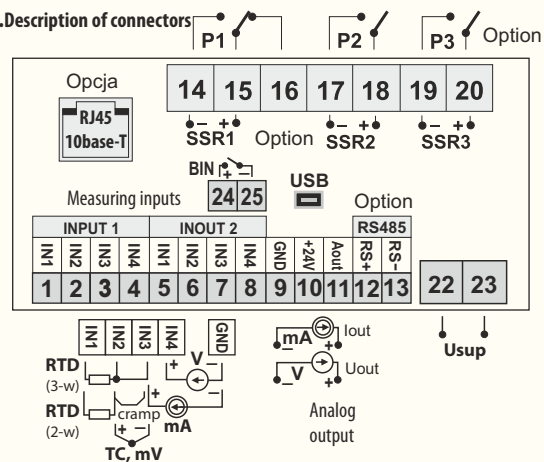 .Description of connectors
P1 P2 P3 Option
Opcja
RJ45
10base-T
14 15 16 17 18 19 20
– + – + – +
SSR1 Option SSR2 SSR3
BIN + –
USB
Measuring inputs 24 25 Option
INPUT 1 INOUT 2 RS485
IN1 IN2 IN3 IN4 IN1 IN2 IN3 IN4 GND +24V Aout RS+ RS-
1 2 3 4 5 6 7 8 9 10 11 12 13 22 23
IN1 IN2 IN3 IN4 GND
RTD
(3-w)
+ V –
RTD
(2-w)
cramp
+ mA –
+ –
TC, mV
mA Iout
– +
V Uout
– +
Analog
output
Usup